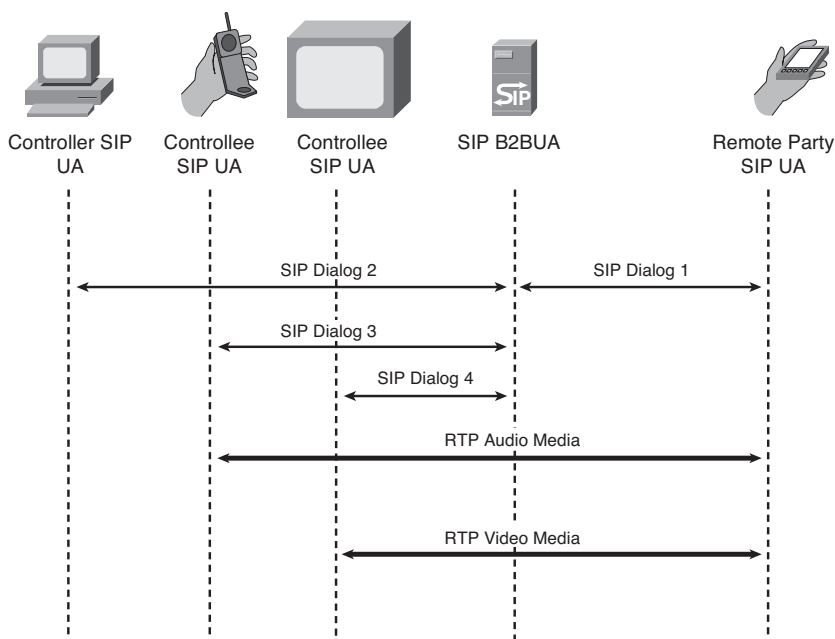 SIP
Controller SIP
UA
Controllee
SIP UA
Controllee
SIP UA
SIP B2BUA
Remote Party
SIP UA
SIP Dialog 2
SIP Dialog 1
SIP Dialog 3
SIP Dialog 4
RTP Audio Media
RTP Video Media